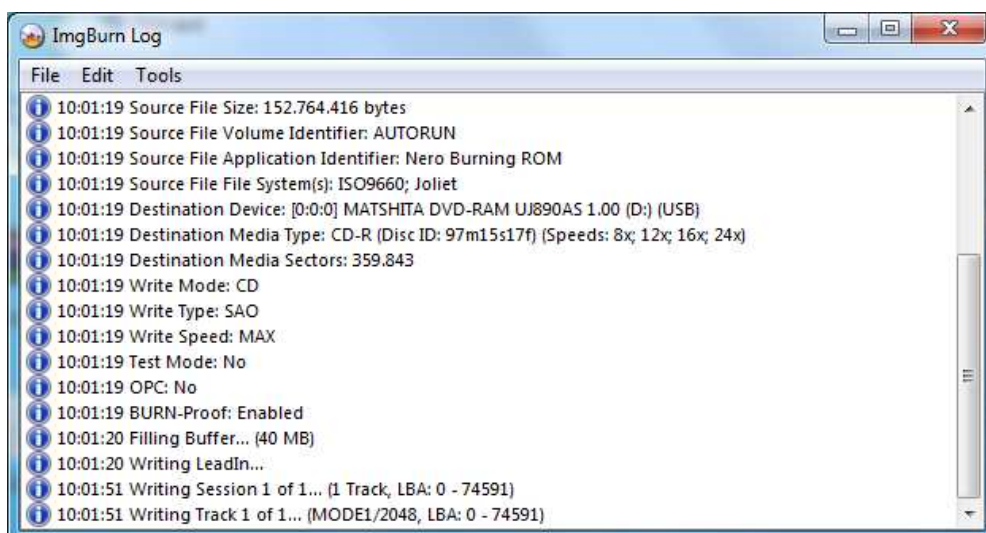 ImgBurn Log
File Edit Tools
10:01:19 Source File Size: 152.764.416 bytes
10:01:19 Source File Volume Identifier: AUTORUN
10:01:19 Source File Application Identifier: Nero Burning ROM
10:01:19 Source File File System(s): ISO9660; Joliet
10:01:19 Destination Device: [0:0:0] MATSHITA DVD-RAM UJ890AS 1.00 (D:) (USB)
10:01:19 Destination Media Type: CD-R (Disc ID: 97m15s17f) (Speeds: 8x; 12x; 16x; 24x)
10:01:19 Destination Media Sectors: 359.843
10:01:19 Write Mode: CD
10:01:19 Write Type: SAO
10:01:19 Write Speed: MAX
10:01:19 Test Mode: No
10:01:19 OPC: No
10:01:19 BURN-Proof: Enabled
10:01:20 Filling Buffer... (40 MB)
10:01:20 Writing LeadIn...
10:01:51 Writing Session 1 of 1... (1 Track, LBA: 0 - 74591)
10:01:51 Writing Track 1 of 1... (MODE1/2048, LBA: 0 - 74591)